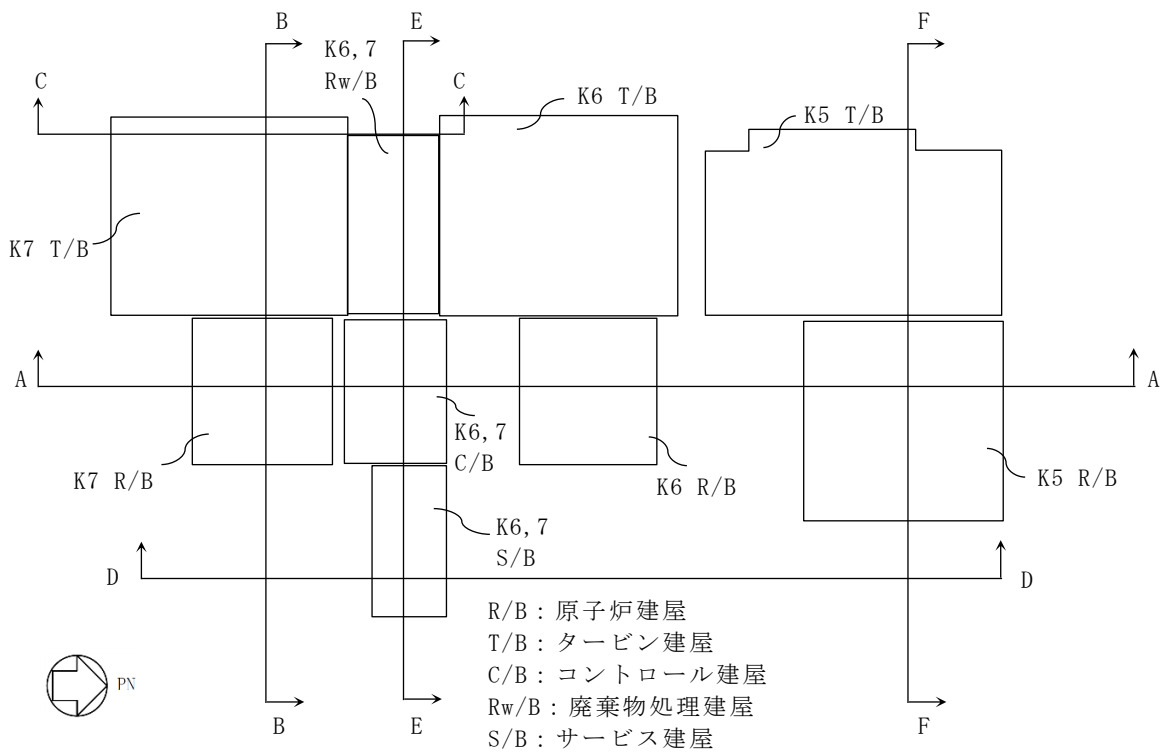 B
E
F
K6,7
Rw/B
C
C
K6 T/B
K5 T/B
K7 T/B
A
A
K6,7
C/B
K7 R/B
K6 R/B
K5 R/B
K6,7
S/B
D
D
R/B：原子炉建屋
T/B：タービン建屋
C/B：コントロール建屋
Rw/B：廃棄物処理建屋
S/B：サービス建屋
PN
B
E
F